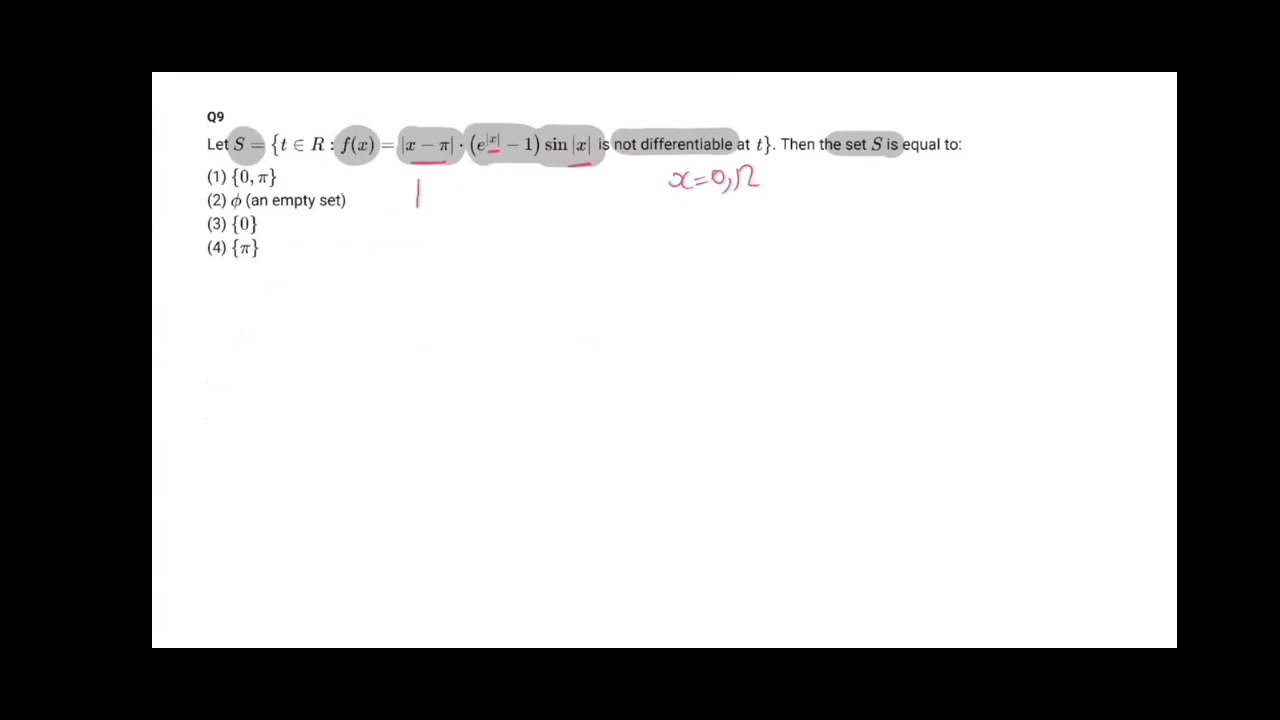 Q9
Let S = {t ∈ R : f(x) = |x − π| · (e^{|x|} − 1) sin |x| is not differentiable at t}. Then the set S is equal to:
(1) {0, π}
x=0,π
(2) ϕ (an empty set)
(3) {0}
(4) {π}